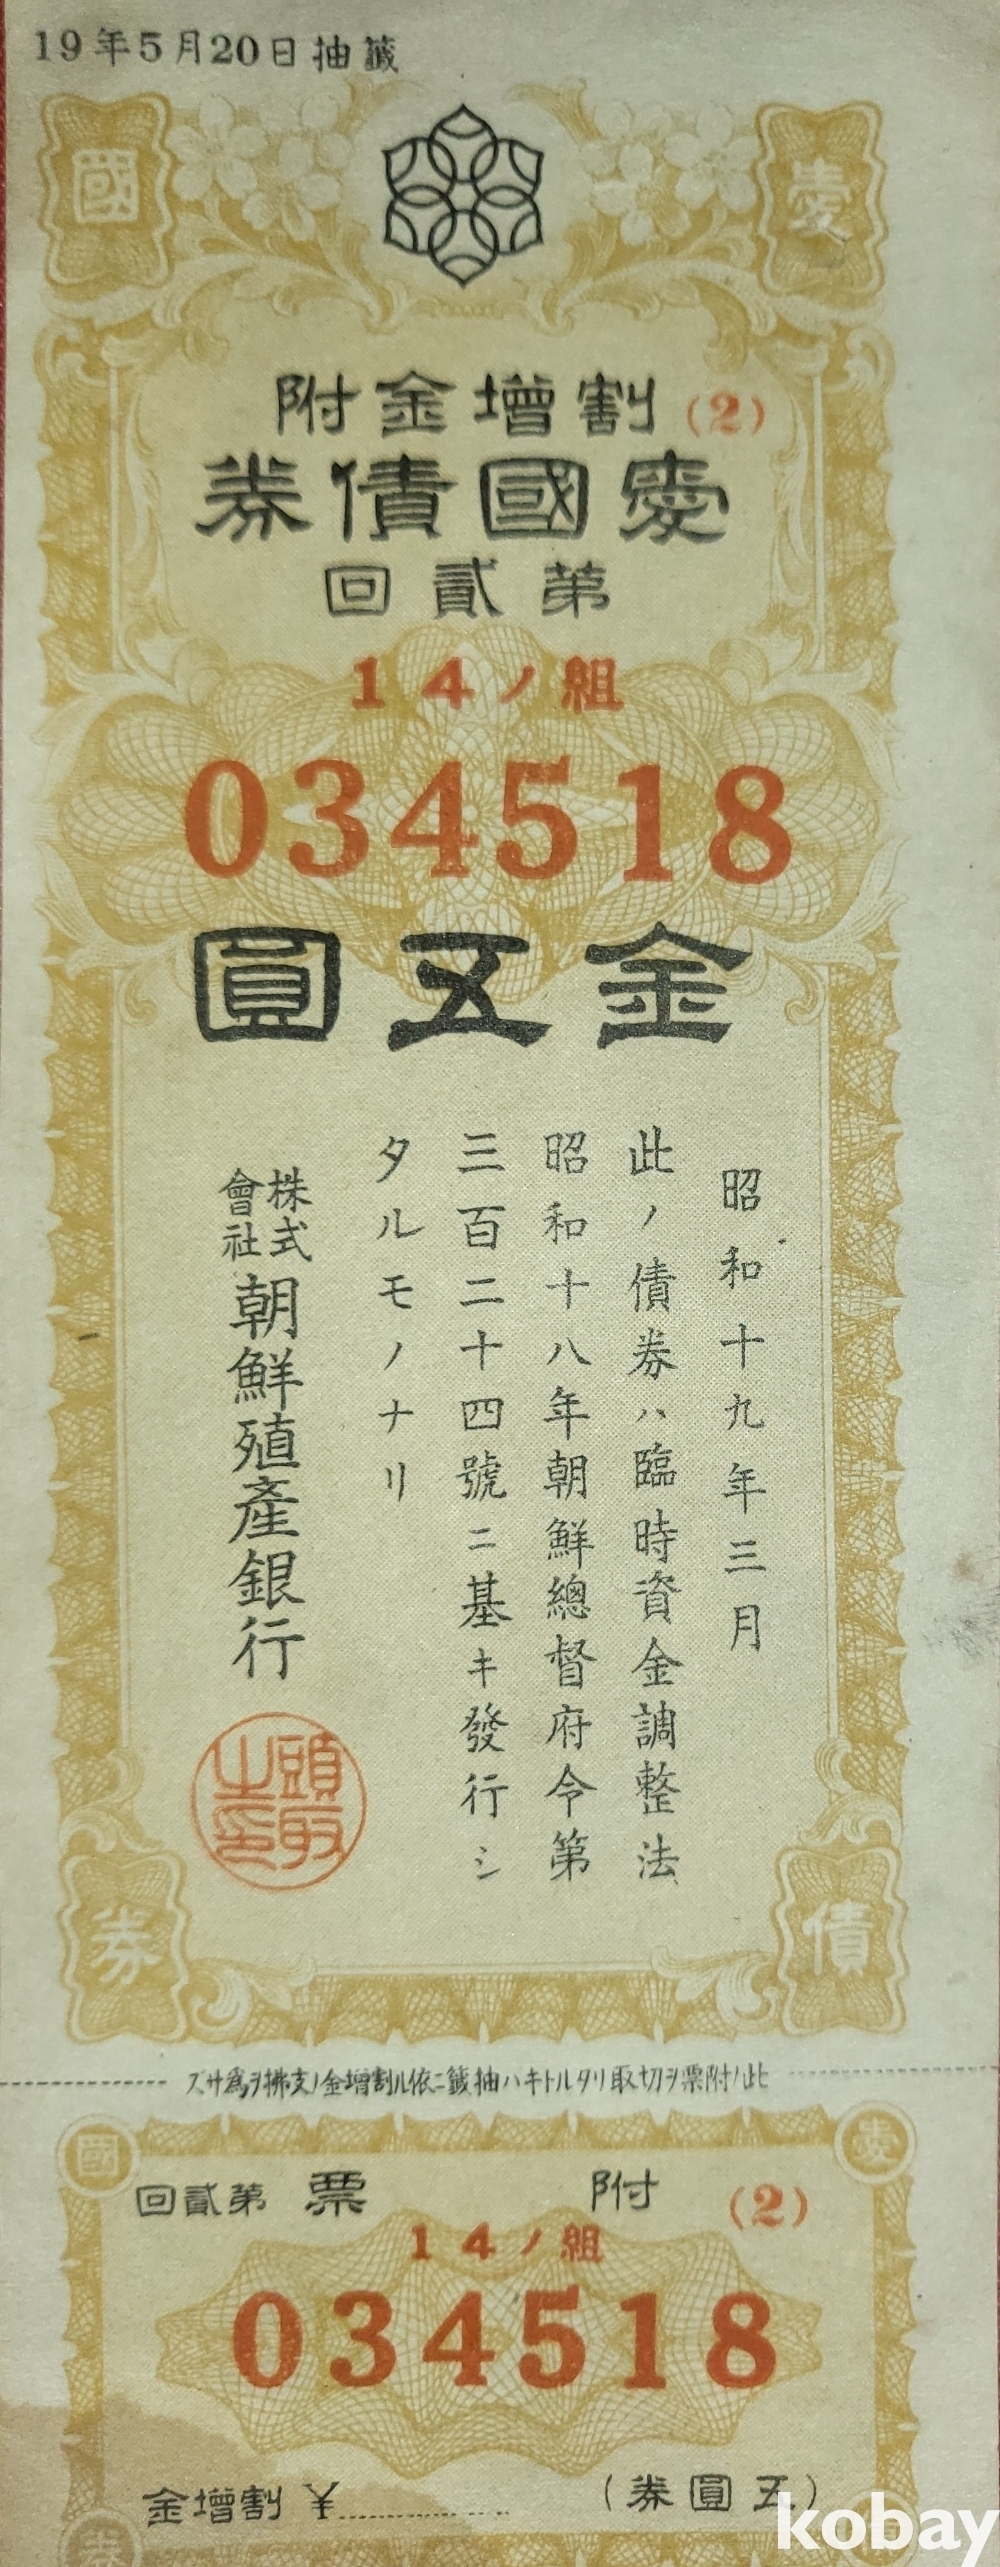 19年5月20日抽籤
愛國
割增金附 (2)
愛國債券
第貳回
14ノ組
034518
金五圓
昭和十九年三月
此ノ債券ハ臨時資金調整法
昭和十八年朝鮮總督府令第
三百二十四號ニ基キ發行シ
タルモノナリ
株式會社 朝鮮殖產銀行
頭取之印
債券
此ノ附票ヲ切取リタルトキハ抽籤ニ依ル割增金ノ支拂ヲ爲サズ
愛國
(2) 附票 第貳回
14ノ組
034518
(五圓券)
割增金 ¥
券
kobay